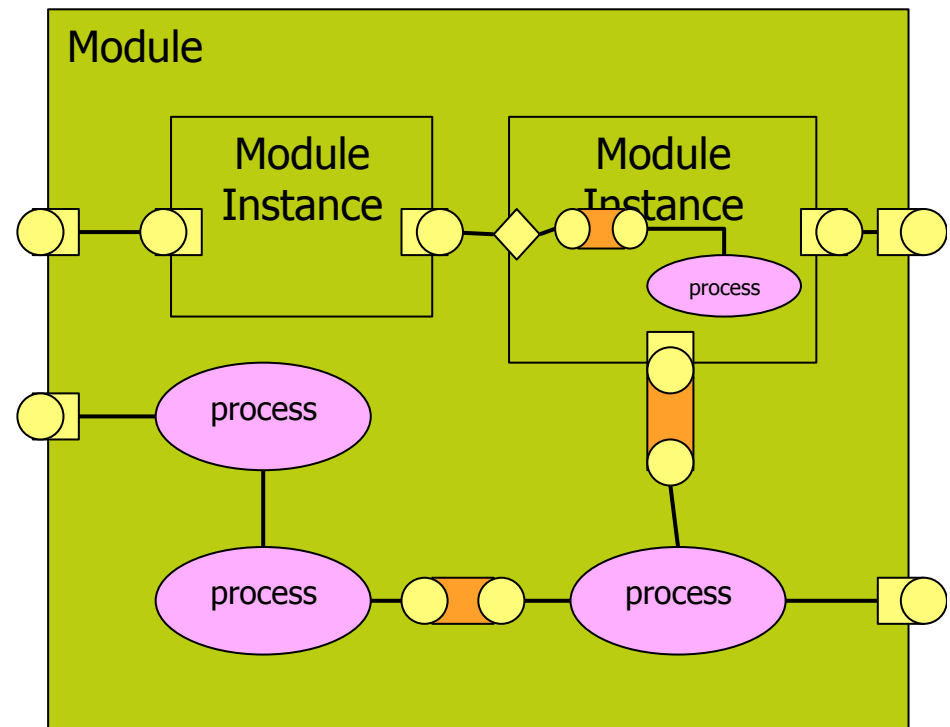 Module
Module
Instance
Module
Instance
process
process
process
process